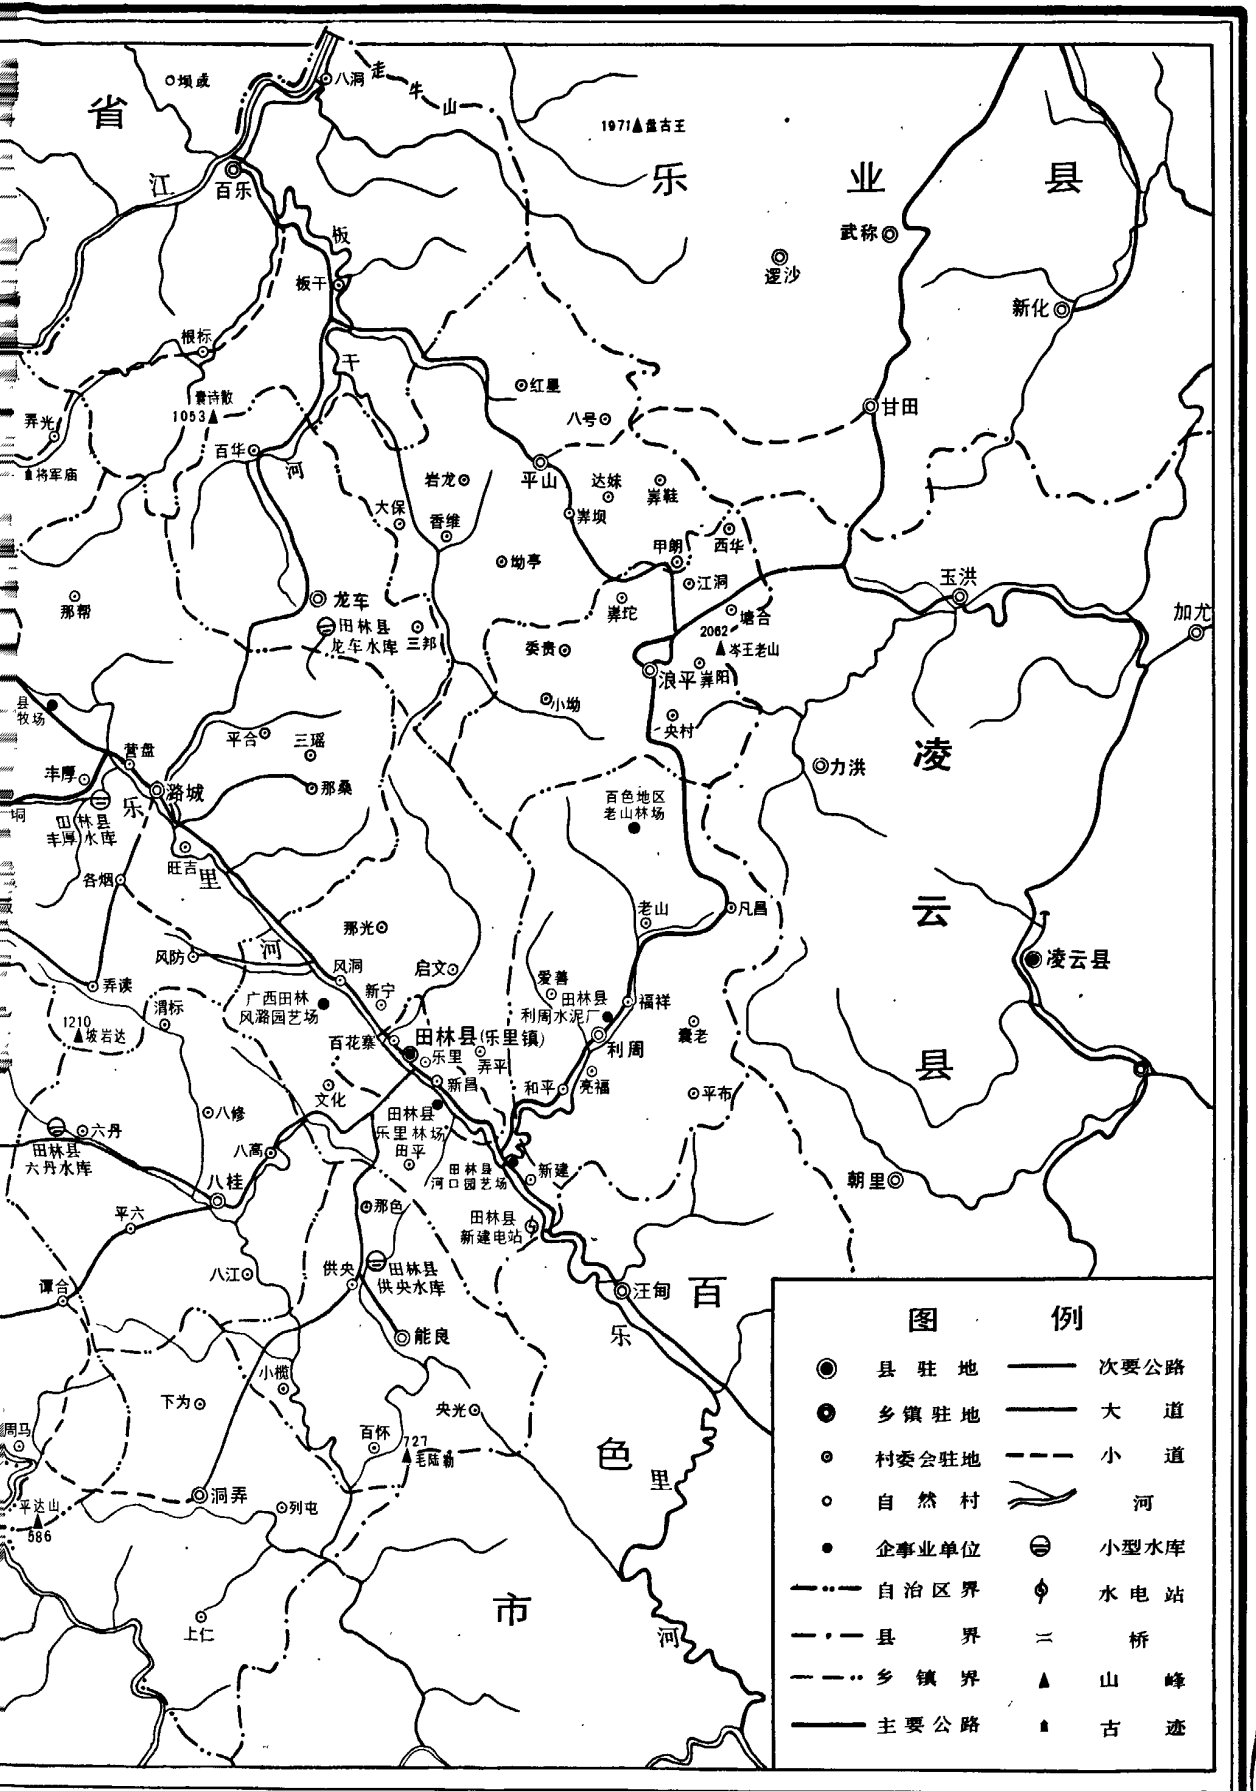 省
坝或
八洞
走牛山
1971 盘古王
乐业县
江
百乐
板
武称
逻沙
板干
新化
根标
干
红星
囊诗散
1053
八号
甘田
弄光
百华
河
将军庙
岩龙
平山
达妹
大保
香维
坳亭
甲朗
西华
江洞
玉洪
那帮
龙车
田林县
龙车水库
三邦
塘合
加尤
2062
岑王老山
委贵
浪平
小坳
央村
县
牧场
平合
三瑶
营盘
丰厚
潞城
那桑
凌
力洪
百色地区
老山林场
乐
田林县
丰厚水库
垌
旺吉
里
各烟
老山
凡昌
云
那光
河
风防
风洞
启文
凌云县
弄读
新宁
爱善
田林县
利周水泥厂
福祥
渭标
广西田林
风潞园艺场
1210
坡岩达
百花寨
田林县(乐里镇)
乐里
弄平
利周
囊老
县
新昌
和平
亮福
平布
文化
八修
田林县
乐里林场
六丹
田林县
六丹水库
八高
田平
田林县
河口园艺场
新建
朝里
八桂
那色
平六
田林县
新建电站
八江
供央
田林县
供央水库
谭合
汪甸
百
乐
能良
小榄
下为
央光
周马
百怀
727
毛陆勒
色
里
平达山
586
洞弄
列屯
上仁
市
河
图例
县驻地
次要公路
乡镇驻地
大道
村委会驻地
小道
自然村
河
企事业单位
小型水库
自治区界
水电站
县界
桥
乡镇界
山峰
主要公路
古迹